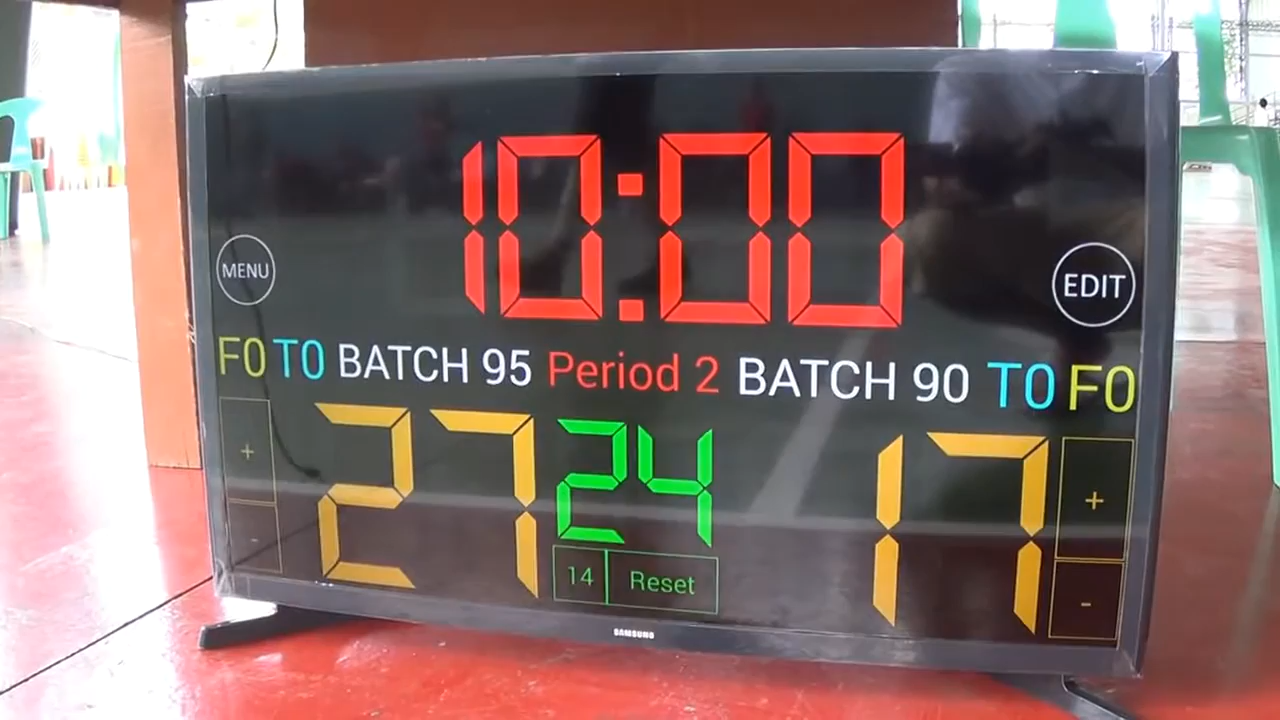 10:00
MENU
EDIT
F0 T0 BATCH 95 Period 2 BATCH 90 T0 F0
+ 27 24 17 +
- 14 Reset -
SAMSUNG